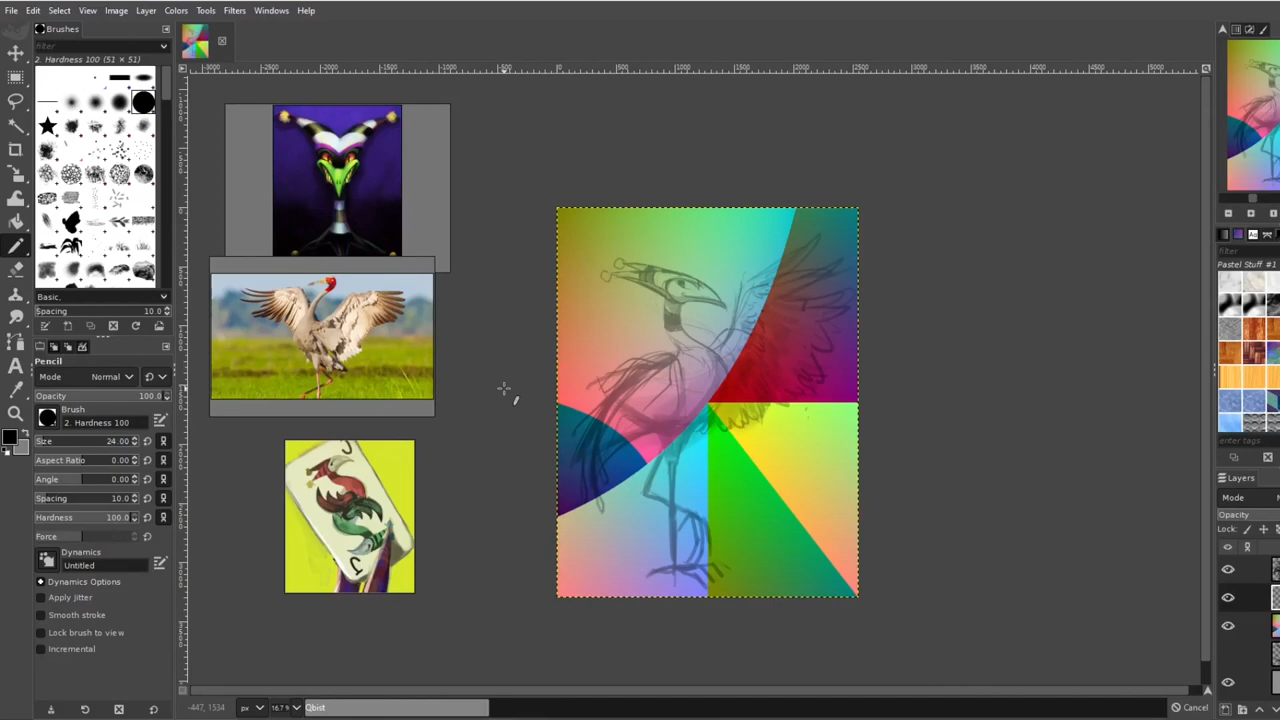 File Edit Select View Image Layer Colors Tools Filters Windows Help
Brushes
filter
2. Hardness 100 (51 × 51)
Basic,
Spacing 10.0
Pencil
Mode Normal
Opacity 100.0
Brush
2. Hardness 100
Size 24.00
Aspect Ratio 0.00
Angle 0.00
Spacing 10.0
Hardness 100.0
Force
Dynamics
Untitled
Dynamics Options
Apply Jitter
Smooth stroke
Lock brush to view
Incremental
J
J
-447, 1534 px 16.7 % Qbist Cancel
filter
Pastel Stuff #1
enter tags
Layers
Mode
Opacity
Lock: